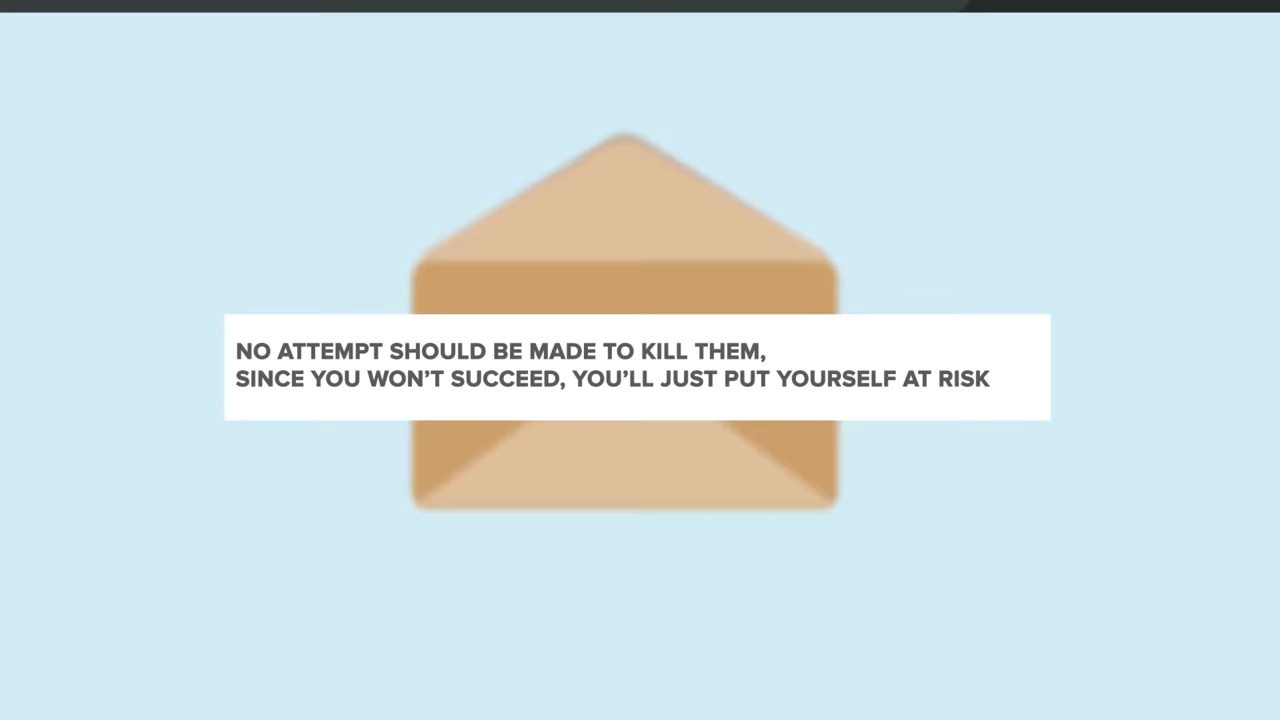 NO ATTEMPT SHOULD BE MADE TO KILL THEM,
SINCE YOU WON’T SUCCEED, YOU’LL JUST PUT YOURSELF AT RISK